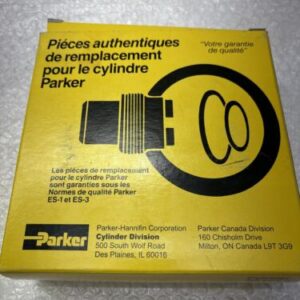 Pièces authentiques
de remplacement
pour le cylindre
Parker
"Votre garantie
de qualité"
Les pièces de remplacement
pour le cylindre Parker
sont garanties sous les
Normes de qualité Parker
ES-1 et ES-3
Parker
Parker-Hannifin Corporation
Cylinder Division
500 South Wolf Road
Des Plaines, IL 60016
Parker Canada Division
160 Chisholm Drive
Milton, ON Canada L9T 3G9